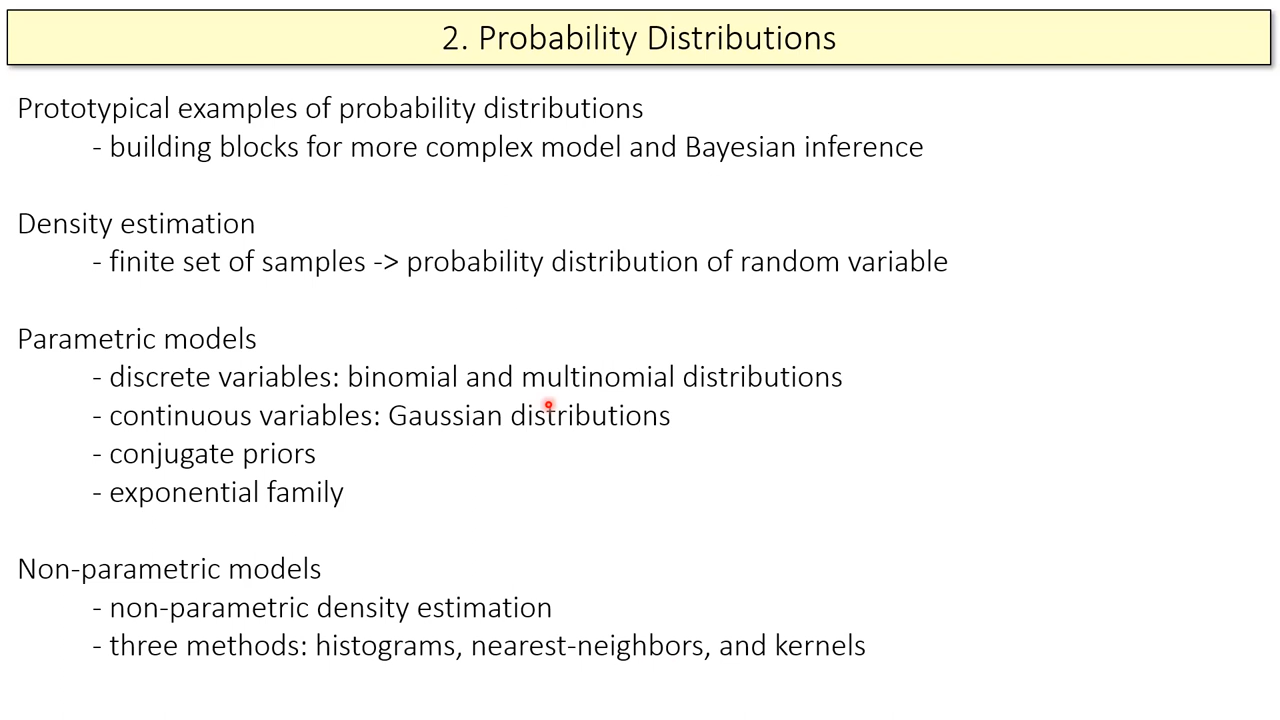 2. Probability Distributions
Prototypical examples of probability distributions
- building blocks for more complex model and Bayesian inference
Density estimation
- finite set of samples -> probability distribution of random variable
Parametric models
- discrete variables: binomial and multinomial distributions
- continuous variables: Gaussian distributions
- conjugate priors
- exponential family
Non-parametric models
- non-parametric density estimation
- three methods: histograms, nearest-neighbors, and kernels